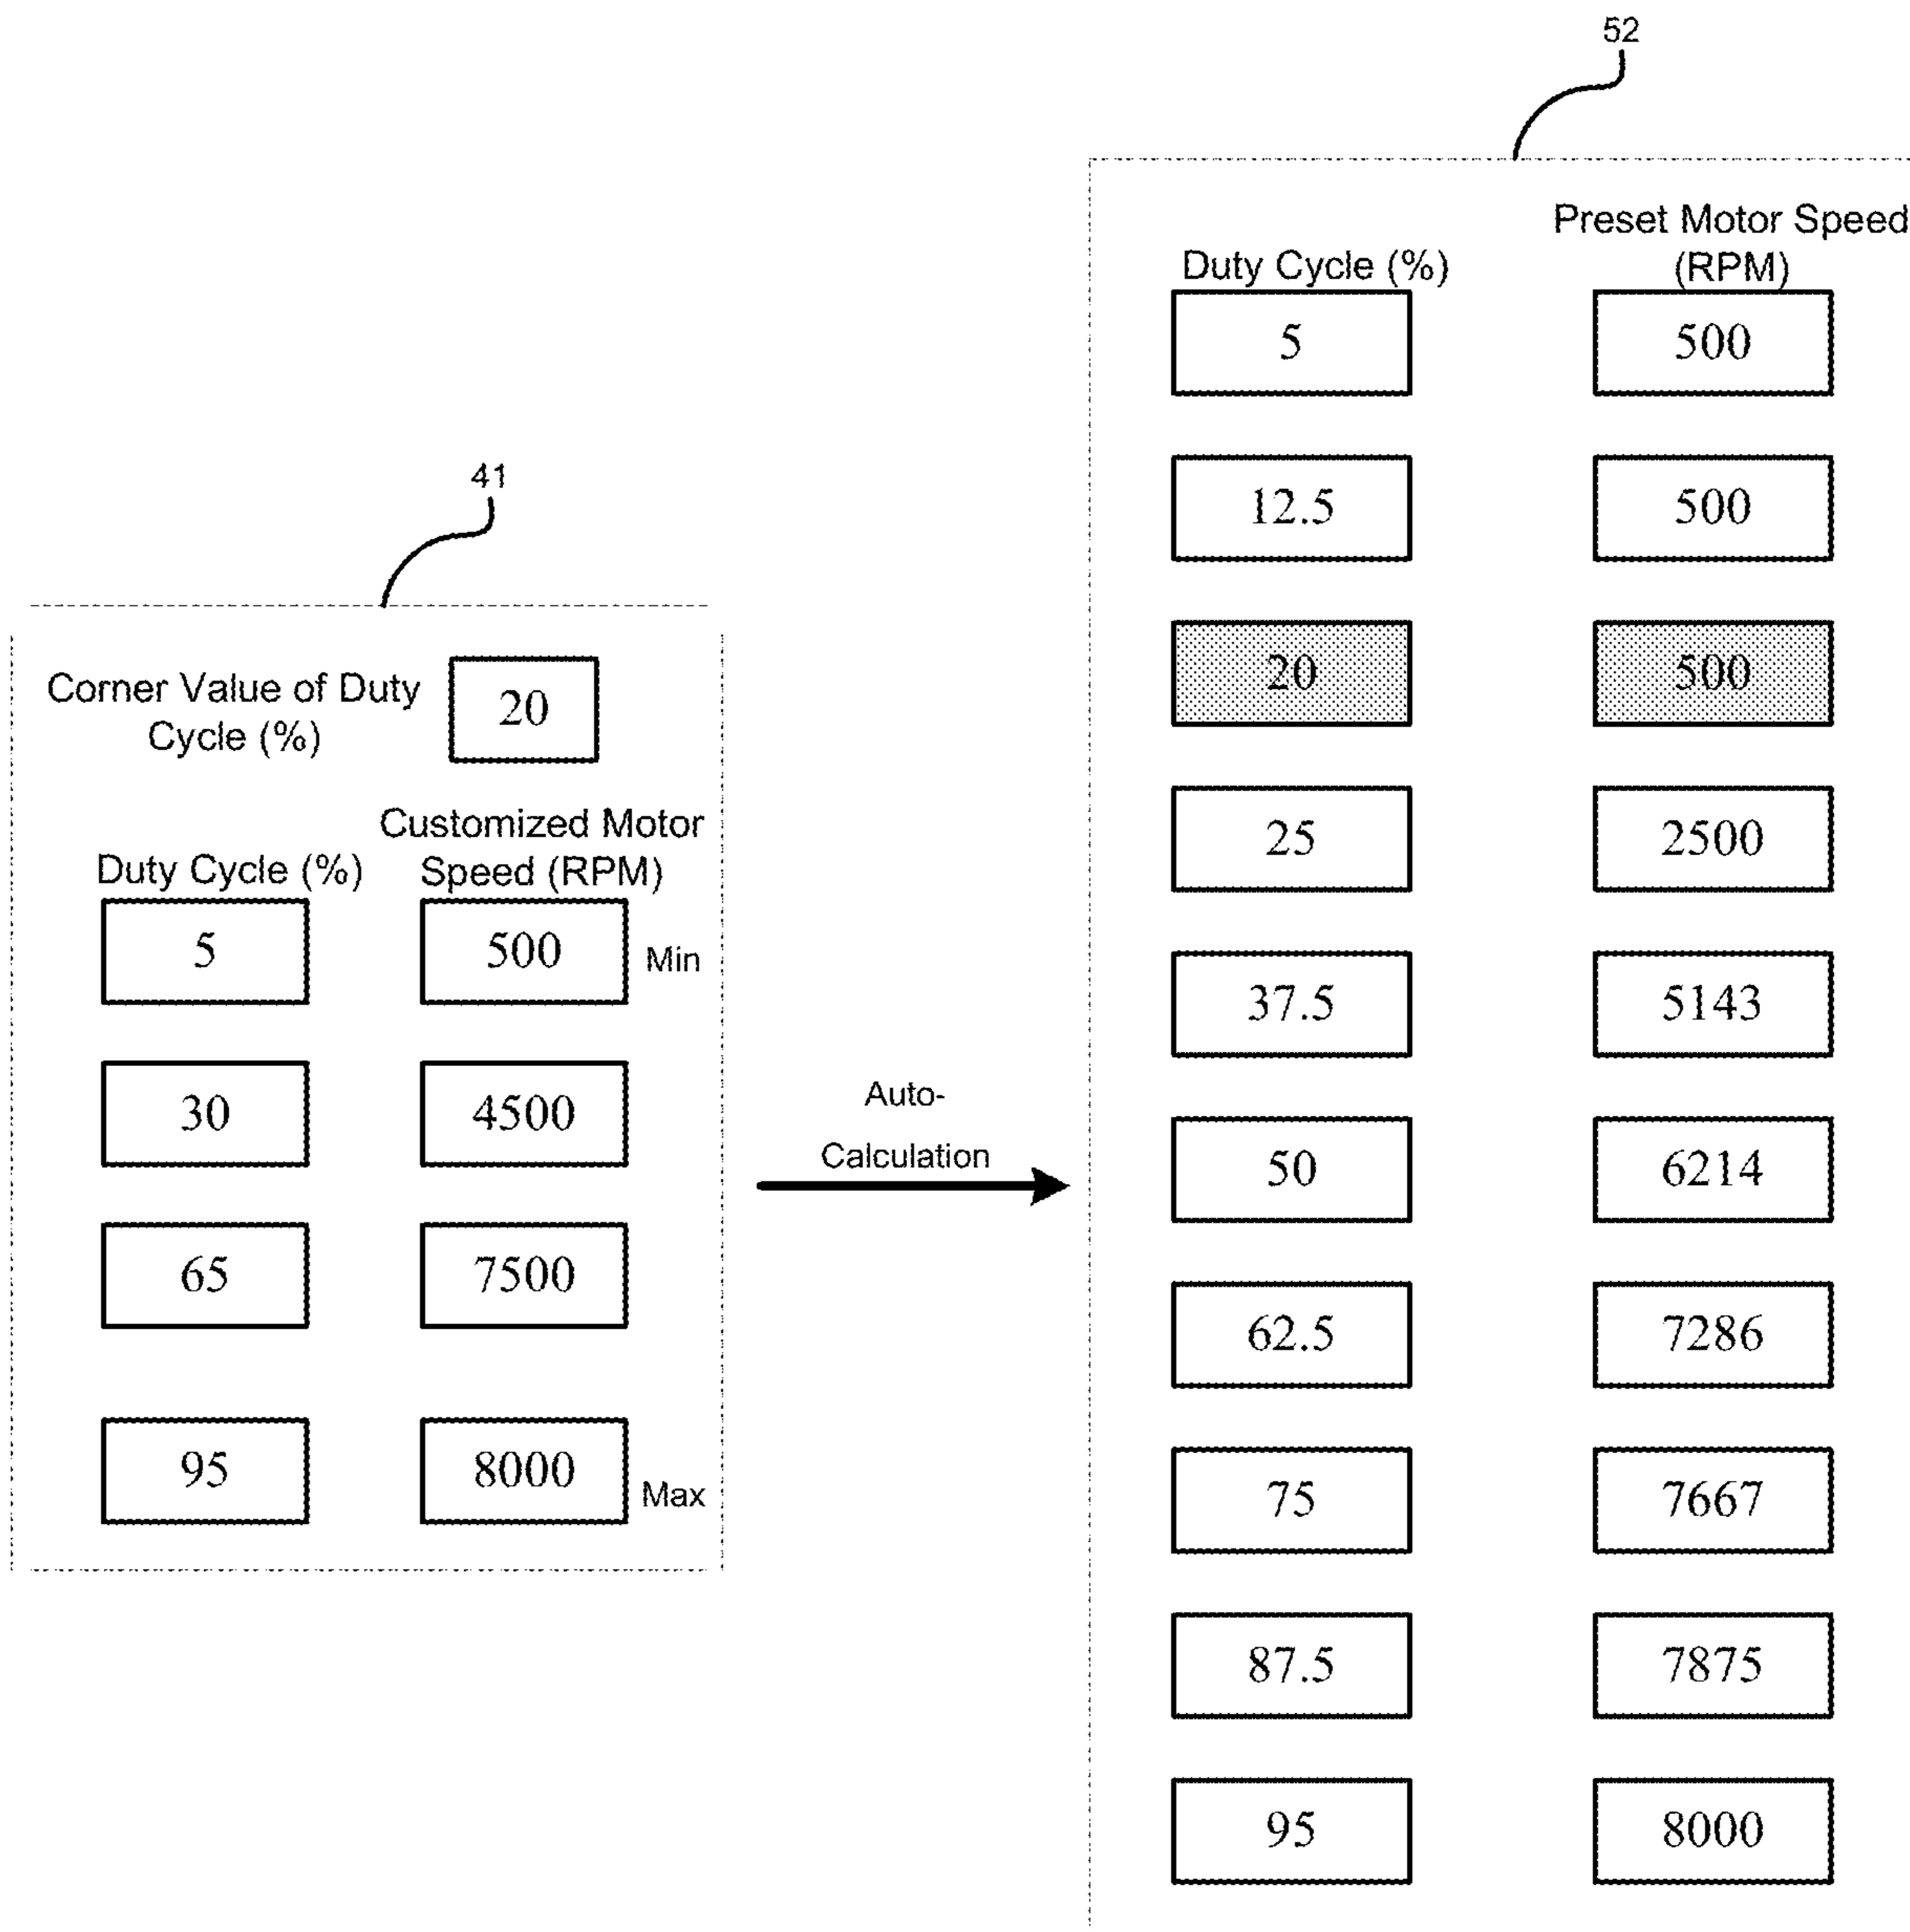 52
Preset Motor Speed
Duty Cycle (%) (RPM)
5 500
12.5 500
20 500
25 2500
37.5 5143
50 6214
62.5 7286
75 7667
87.5 7875
95 8000
41
Corner Value of Duty
Cycle (%)
20
Customized Motor
Duty Cycle (%) Speed (RPM)
5 500 Min
30 4500
65 7500
95 8000 Max
Auto-
Calculation